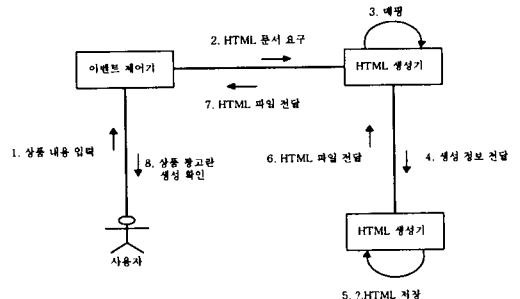 3. 매핑
2. HTML 문서 요구
이벤트 제어기
HTML 생성기
7. HTML 파일 전달
1. 상품 내용 입력
8. 상품 광고란
생성 확인
6. HTML 파일 전달
4. 생성 정보 전달
HTML 생성기
사용자
5. ?.HTML 저장